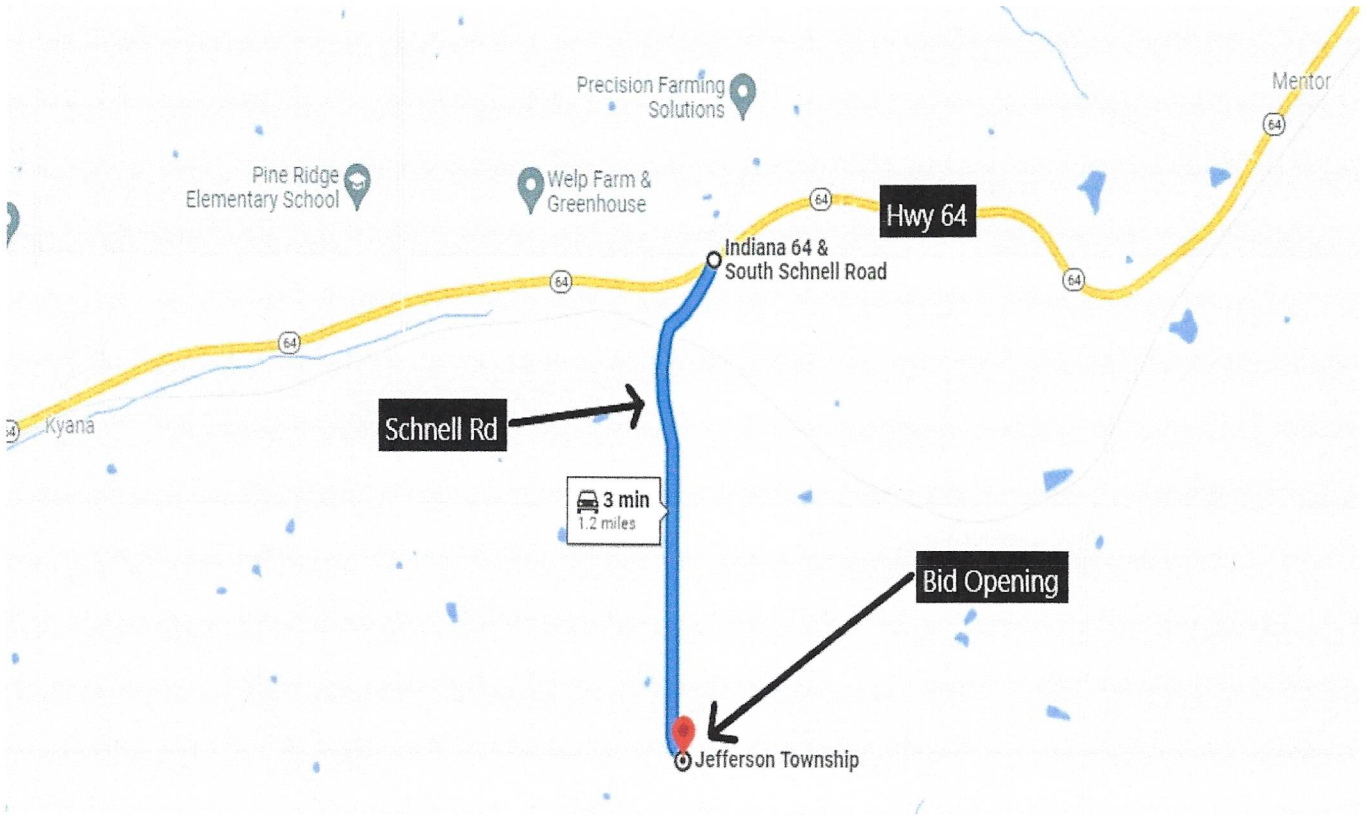 Precision Farming
Solutions
Mentor
64
Pine Ridge
Elementary School
Welp Farm &
Greenhouse
64
Hwy 64
Indiana 64 &
South Schnell Road
64
64
64
Schnell Rd
Kyana
3 min
1.2 miles
Bid Opening
Jefferson Township